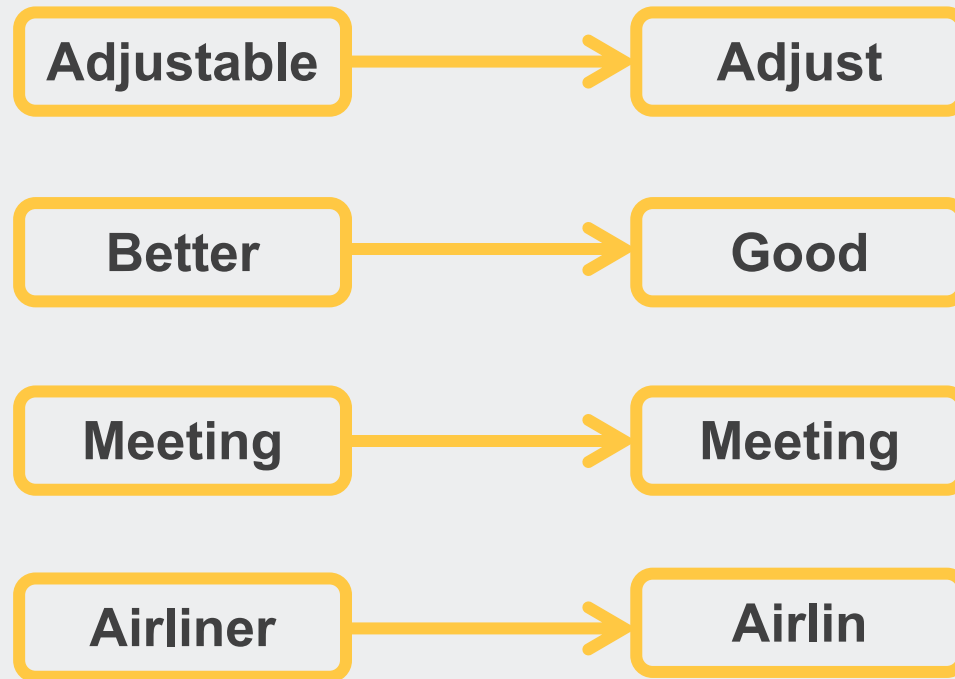 Adjustable Adjust
Better Good
Meeting Meeting
Airliner Airlin